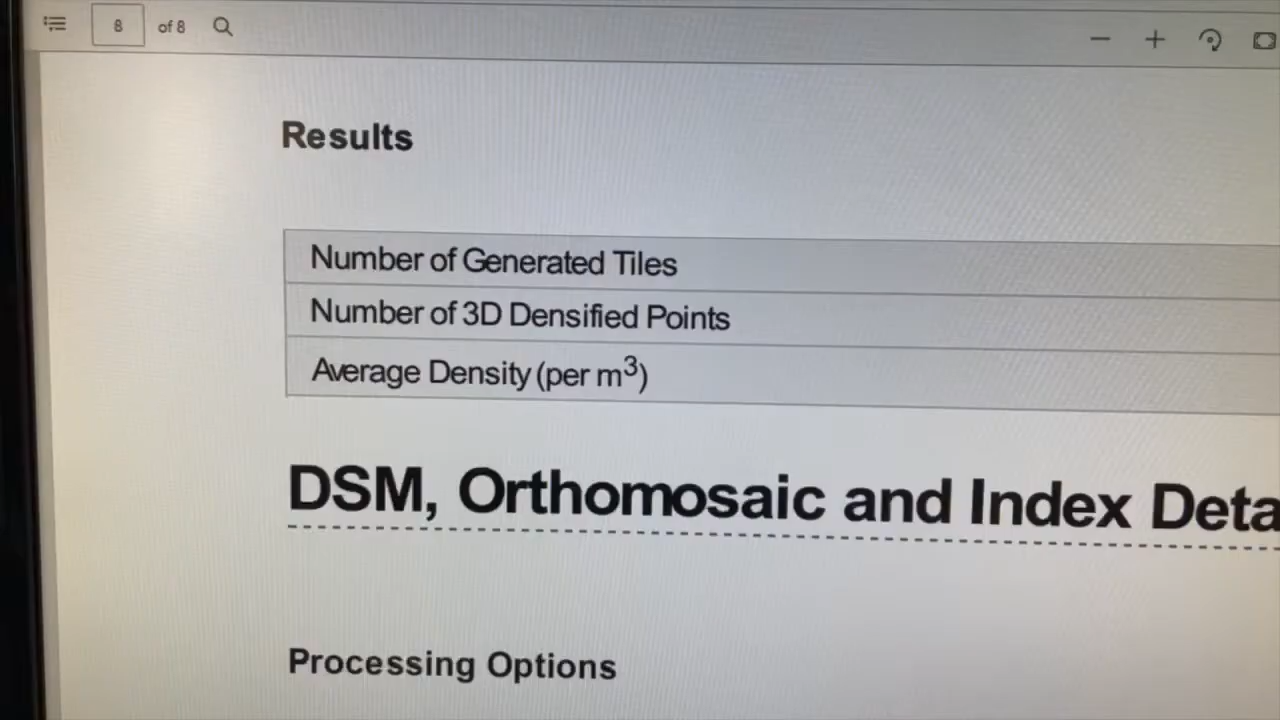 8 of 8
Results
Number of Generated Tiles
Number of 3D Densified Points
Average Density (per m³)
DSM, Orthomosaic and Index Deta
Processing Options